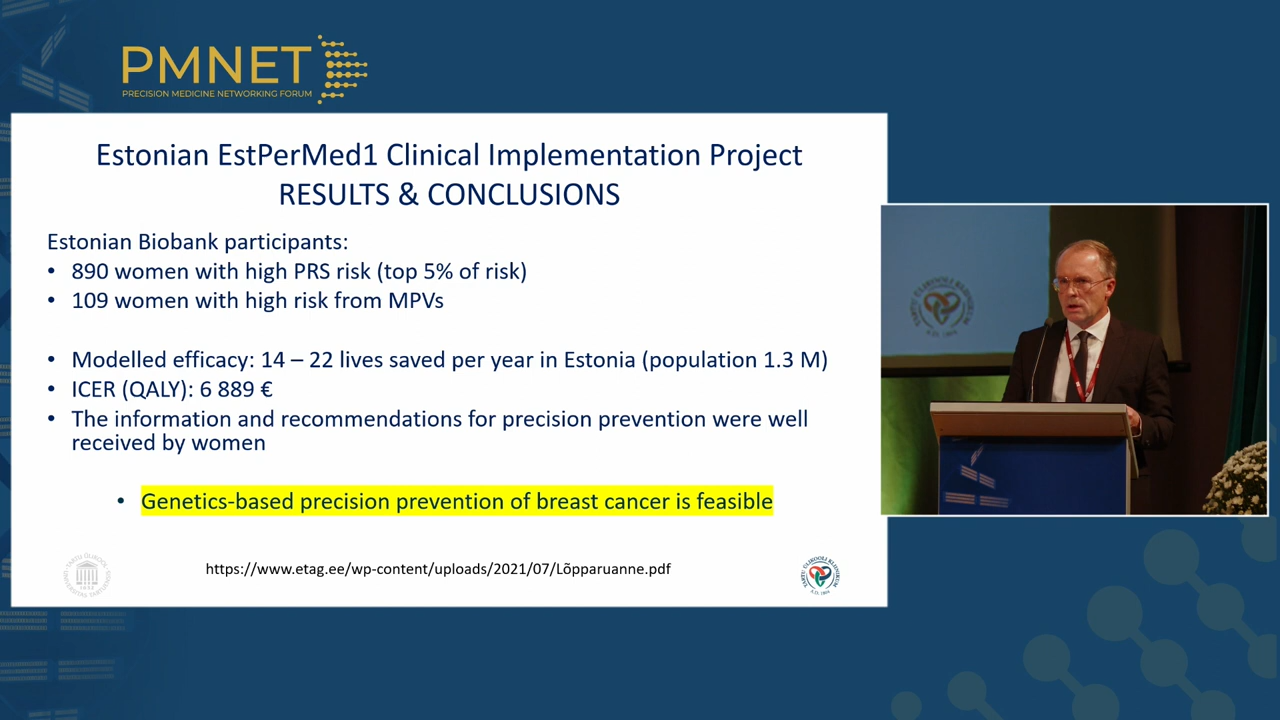 PMNET
PRECISION MEDICINE NETWORKING FORUM
Estonian EstPerMed1 Clinical Implementation Project
RESULTS & CONCLUSIONS
Estonian Biobank participants:
• 890 women with high PRS risk (top 5% of risk)
• 109 women with high risk from MPVs
• Modelled efficacy: 14 – 22 lives saved per year in Estonia (population 1.3 M)
• ICER (QALY): 6 889 €
• The information and recommendations for precision prevention were well
received by women
• Genetics-based precision prevention of breast cancer is feasible
https://www.etag.ee/wp-content/uploads/2021/07/Lõpparuanne.pdf
TARTU ÜLIKOOLI KLIINIKUM
A.D. 1804